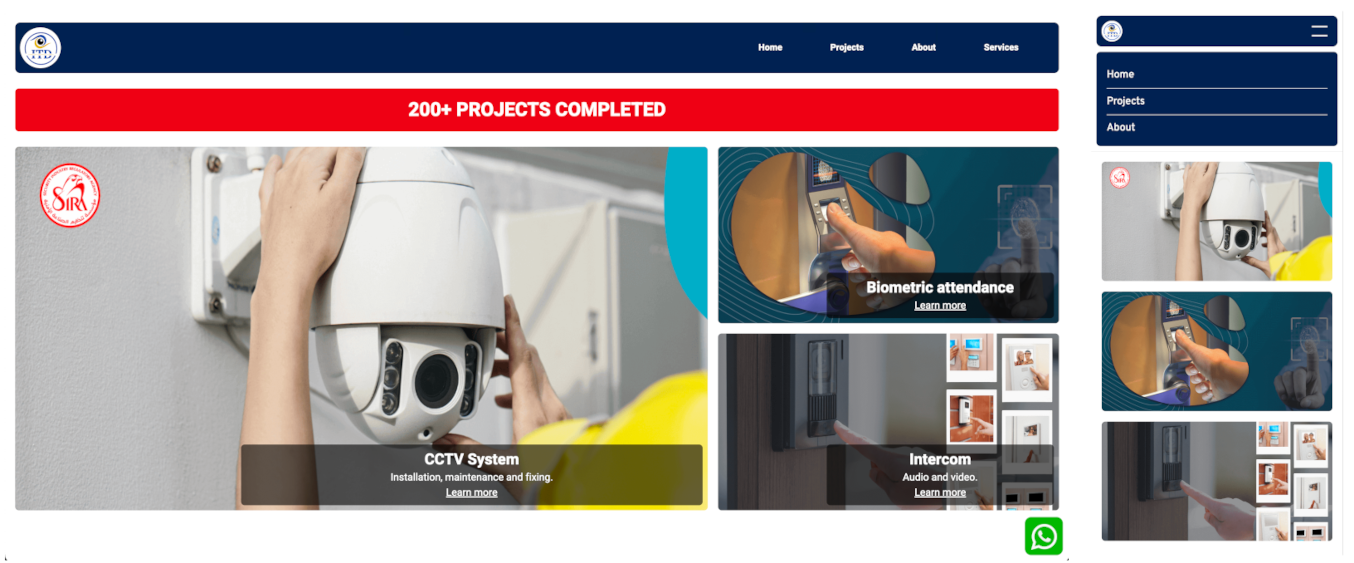 ITD
Home
Projects
About
Services
200+ PROJECTS COMPLETED
SIRA
CCTV System
Installation, maintenance and fixing.
Learn more
Biometric attendance
Learn more
Intercom
Audio and video.
Learn more
Home
Projects
About
SIRA